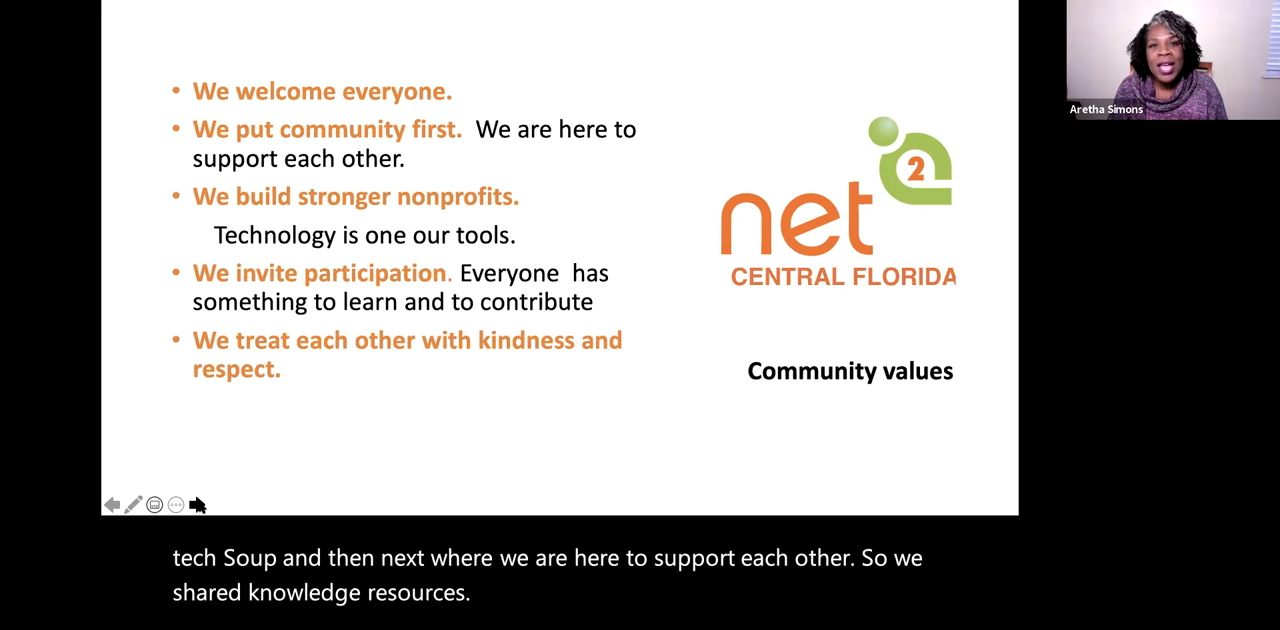 • We welcome everyone.
• We put community first. We are here to
support each other.
• We build stronger nonprofits.
Technology is one our tools.
• We invite participation. Everyone has
something to learn and to contribute
• We treat each other with kindness and
respect.
2
net
CENTRAL FLORIDA
Community values
Aretha Simons
tech Soup and then next where we are here to support each other. So we
shared knowledge resources.